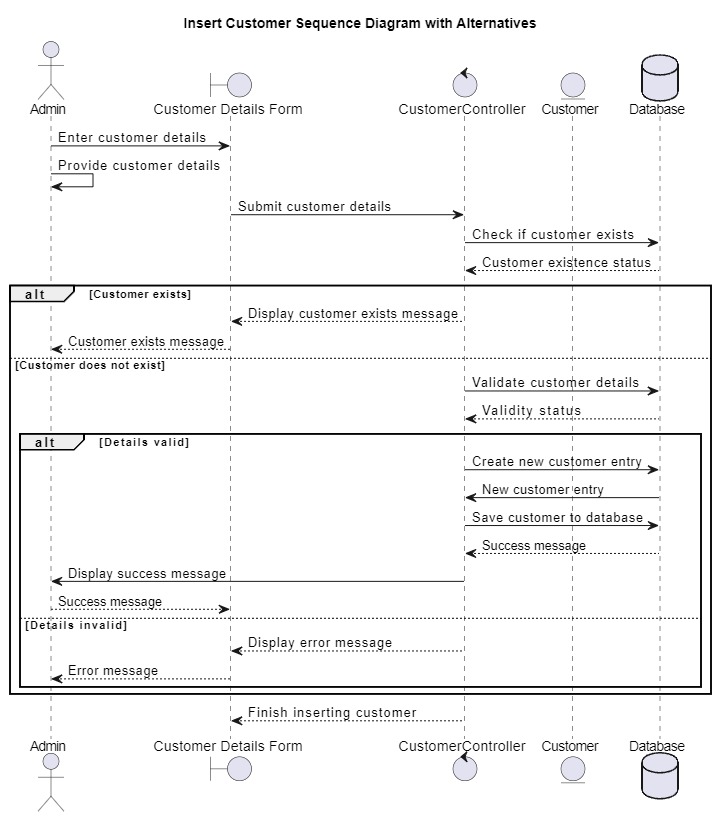 Insert Customer Sequence Diagram with Alternatives
Admin
Customer Details Form
CustomerController
Customer
Database
Enter customer details
Provide customer details
Submit customer details
Check if customer exists
Customer existence status
alt
[Customer exists]
Display customer exists message
Customer exists message
[Customer does not exist]
Validate customer details
Validity status
alt
[Details valid]
Create new customer entry
New customer entry
Save customer to database
Success message
Display success message
Success message
[Details invalid]
Display error message
Error message
Finish inserting customer
Admin
Customer Details Form
CustomerController
Customer
Database